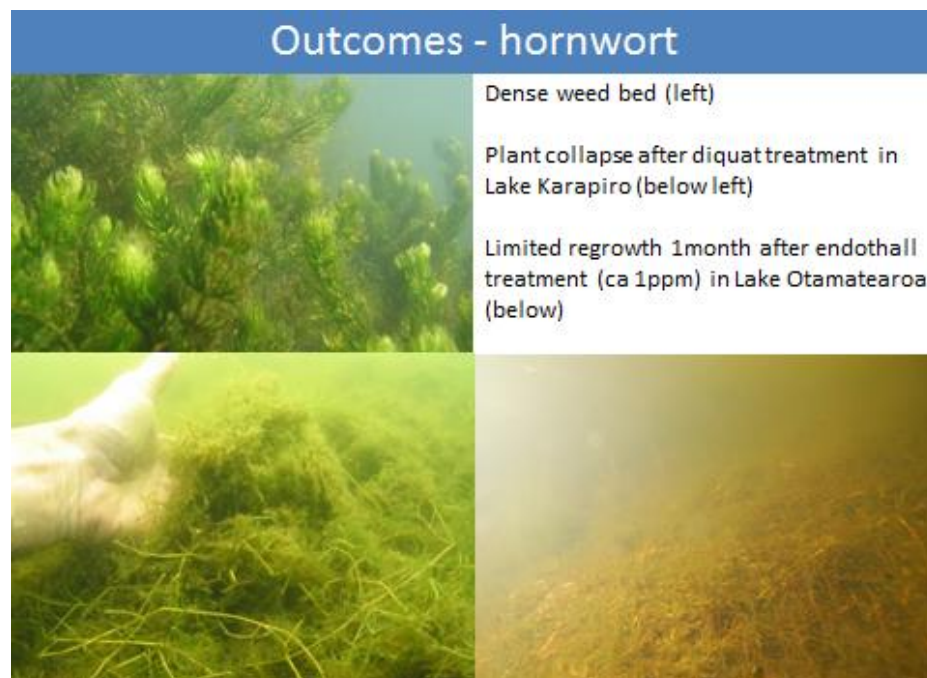 Outcomes - hornwort
Dense weed bed (left)
Plant collapse after diquat treatment in
Lake Karapiro (below left)
Limited regrowth 1month after endothall
treatment (ca 1ppm) in Lake Otamatearoa
(below)